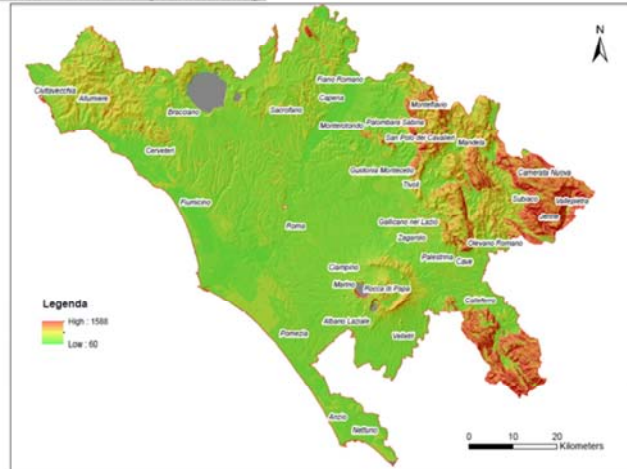 N
Fiano Romano
Civitavecchia
Allumiere
Bracciano
Sacrofano
Capena
Monteflavio
Monterotondo
Palombara Sabina
San Polo dei Cavalieri
Mandela
Cerveteri
Guidonia Montecelio
Camerata Nuova
Tivoli
Subiaco
Vallepietra
Fiumicino
Jenne
Roma
Gallicano nel Lazio
Zagarolo
Olevano Romano
Palestrina
Cave
Ciampino
Marino
Rocca di Papa
Colleferro
Legenda
High : 1588
Low : 60
Albano Laziale
Pomezia
Velletri
Anzio
Nettuno
0 10 20
Kilometers